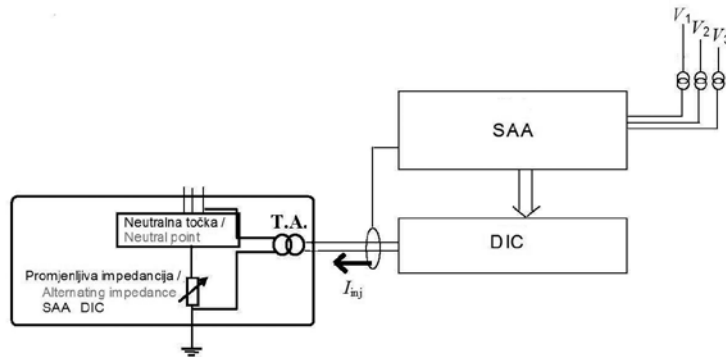 V1
V2
V3
SAA
DIC
Neutralna točka /
Neutral point
T.A.
Promjenljiva impedancija /
Alternating impedance
SAA DIC
Iinj